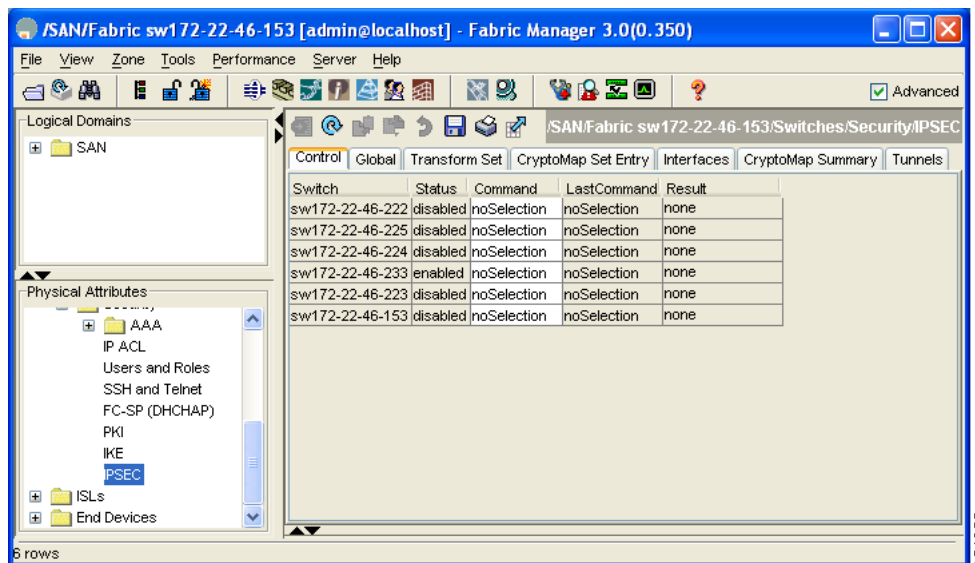 /SAN/Fabric sw172-22-46-153 [admin@localhost] - Fabric Manager 3.0(0.350)
File View Zone Tools Performance Server Help
Advanced
Logical Domains
SAN
/SAN/Fabric sw172-22-46-153/Switches/Security/IPSEC
Control Global Transform Set CryptoMap Set Entry Interfaces CryptoMap Summary Tunnels
Switch Status Command LastCommand Result
sw172-22-46-222 disabled noSelection noSelection none
sw172-22-46-225 disabled noSelection noSelection none
sw172-22-46-224 disabled noSelection noSelection none
sw172-22-46-233 enabled noSelection noSelection none
sw172-22-46-223 disabled noSelection noSelection none
sw172-22-46-153 disabled noSelection noSelection none
Physical Attributes
AAA
IP ACL
Users and Roles
SSH and Telnet
FC-SP (DHCHAP)
PKI
IKE
IPSEC
ISLs
End Devices
6 rows